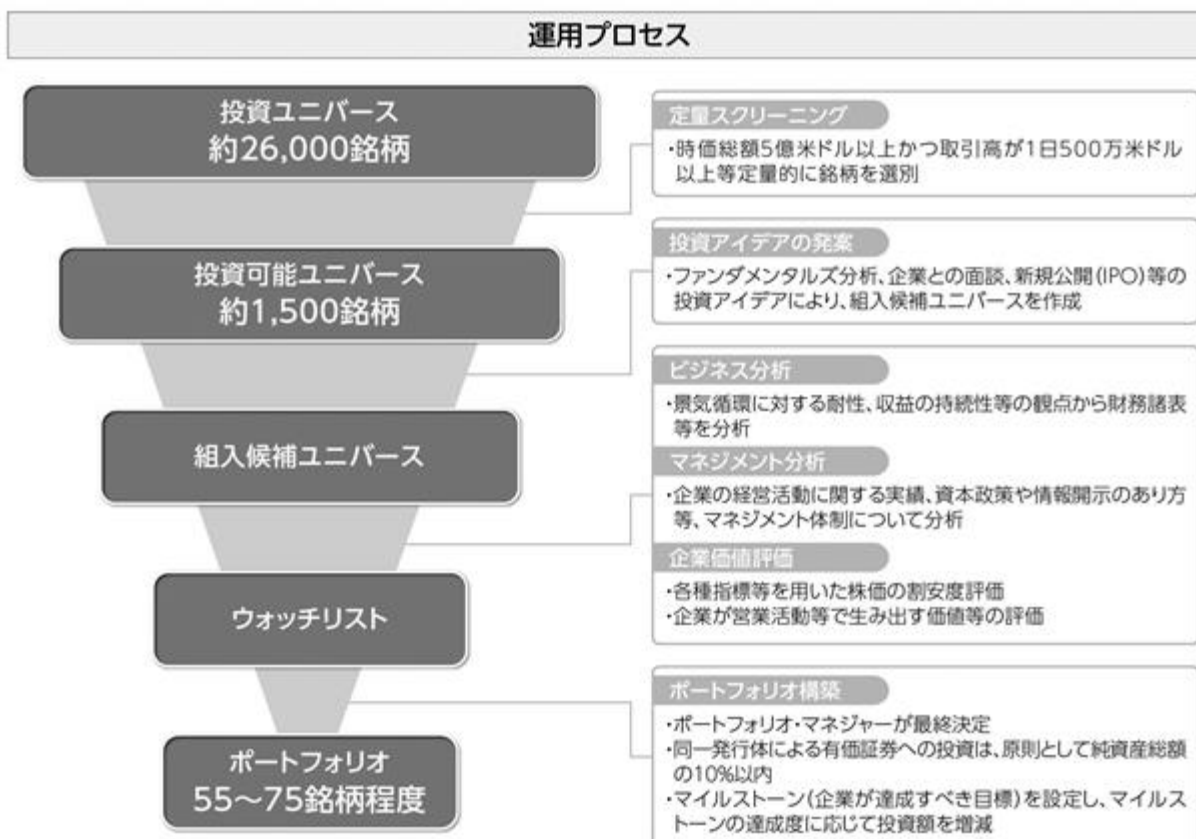 運用プロセス
投資ユニバース
約26,000銘柄
定量スクリーニング
・時価総額5億米ドル以上かつ取引高が1日500万米ドル
以上等定量的に銘柄を選別
投資可能ユニバース
約1,500銘柄
投資アイデアの発案
・ファンダメンタルズ分析、企業との面談、新規公開(IPO)等の
投資アイデアにより、組入候補ユニバースを作成
組入候補ユニバース
ビジネス分析
・景気循環に対する耐性、収益の持続性等の観点から財務諸表
等を分析
マネジメント分析
・企業の経営活動に関する実績、資本政策や情報開示のあり方
等、マネジメント体制について分析
企業価値評価
・各種指標等を用いた株価の割安度評価
・企業が営業活動等で生み出す価値等の評価
ウォッチリスト
ポートフォリオ
55～75銘柄程度
ポートフォリオ構築
・ポートフォリオ・マネジャーが最終決定
・同一発行体による有価証券への投資は、原則として純資産総額
の10%以内
・マイルストーン(企業が達成すべき目標)を設定し、マイルス
トーンの達成度に応じて投資額を増減